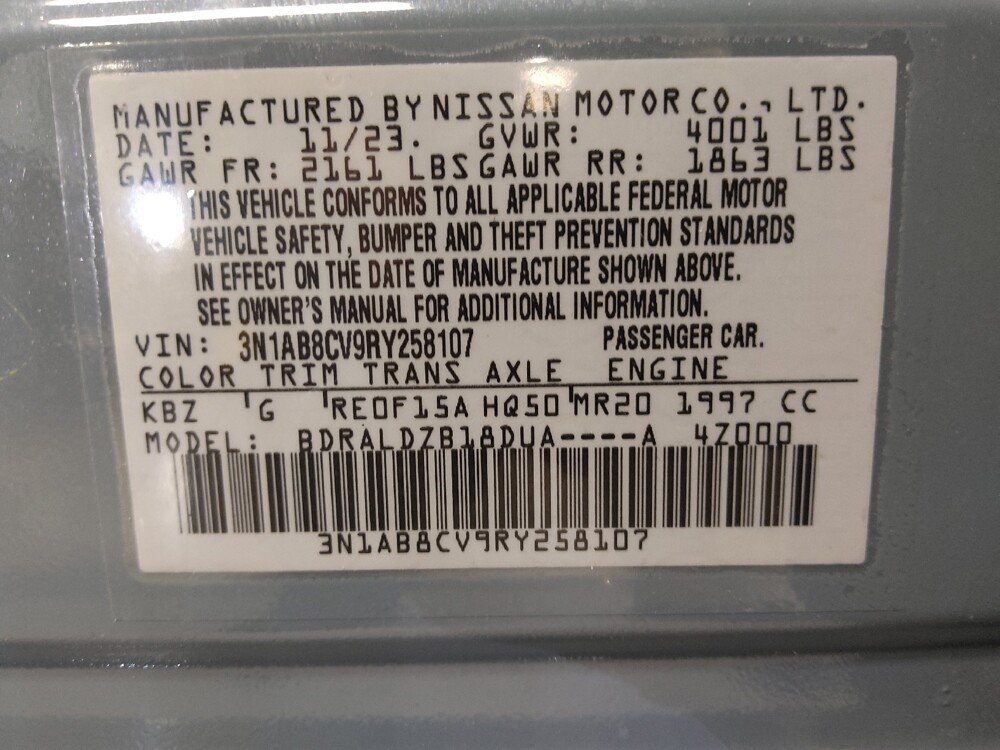 MANUFACTURED BY NISSAN MOTOR CO., LTD.
DATE: 11/23. GVWR: 4001 LBS
GAWR FR: 2161 LBS GAWR RR: 1863 LBS
THIS VEHICLE CONFORMS TO ALL APPLICABLE FEDERAL MOTOR
VEHICLE SAFETY, BUMPER AND THEFT PREVENTION STANDARDS
IN EFFECT ON THE DATE OF MANUFACTURE SHOWN ABOVE.
SEE OWNER'S MANUAL FOR ADDITIONAL INFORMATION.
VIN: 3N1AB8CV9RY258107 PASSENGER CAR.
COLOR TRIM TRANS AXLE ENGINE
KBZ G RE0F15A HQ50 MR20 1997 CC
MODEL: BDRALDZB18DUA----A 4Z000
3N1AB8CV9RY258107